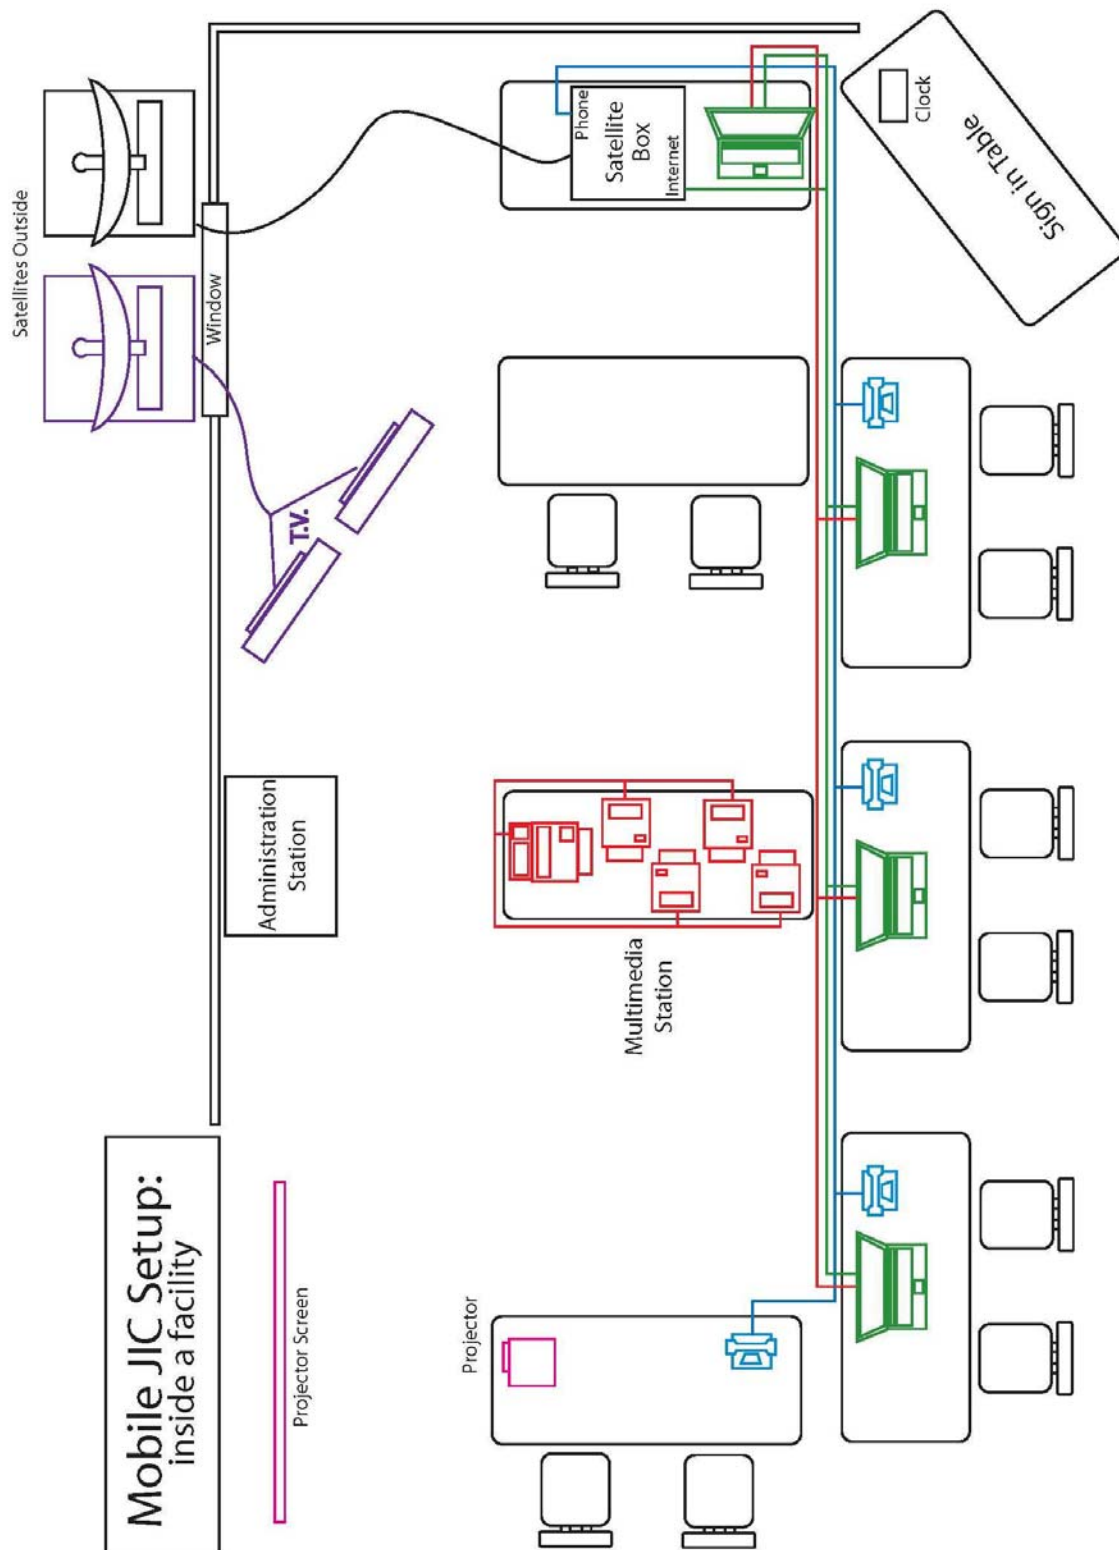 Mobile JIC Setup:
inside a facility
Satellites Outside
Window
T.V.
Administration
Station
Projector Screen
Phone
Satellite
Box
Internet
Multimedia
Station
Projector
Clock
Sign in Table